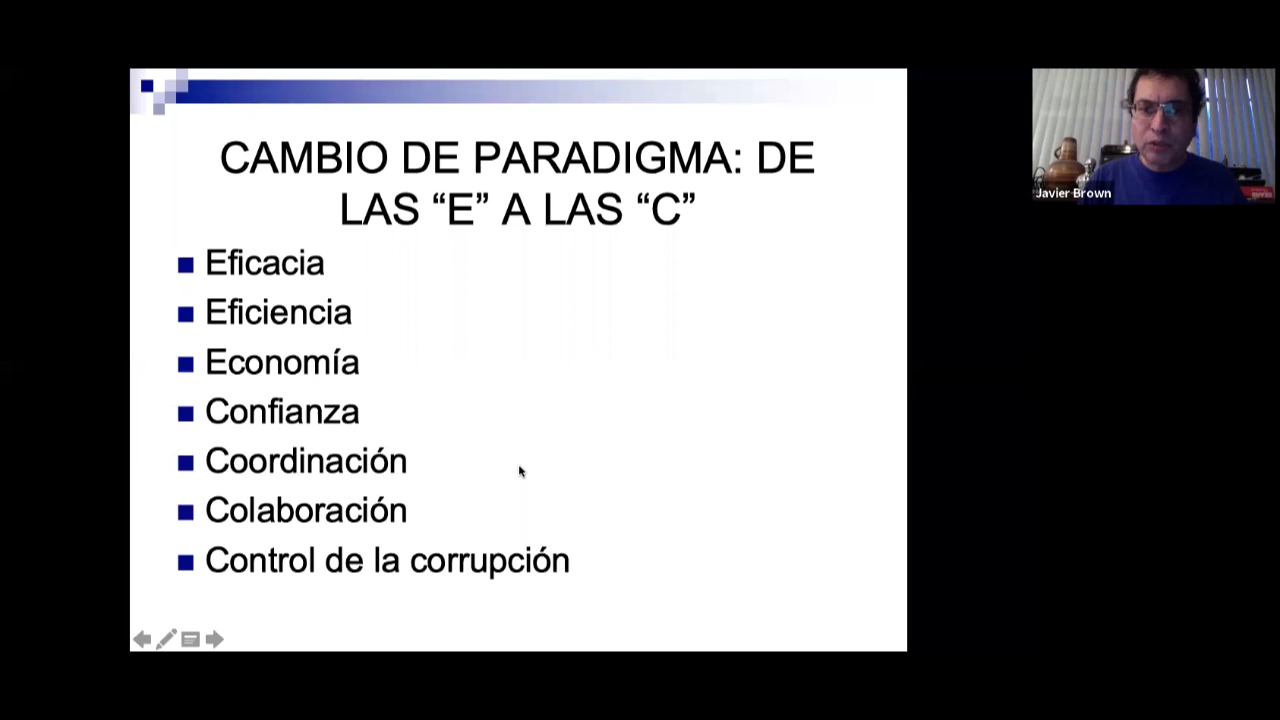 CAMBIO DE PARADIGMA: DE
LAS “E” A LAS “C”
Eficacia
Eficiencia
Economía
Confianza
Coordinación
Colaboración
Control de la corrupción
Javier Brown